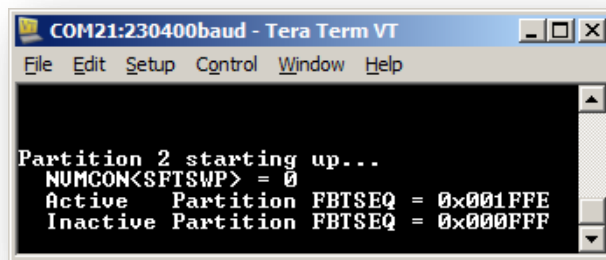 COM21:230400baud - Tera Term VT
File Edit Setup Control Window Help
Partition 2 starting up...
NUMCON<SFTSWP> = 0
Active Partition FBTSEQ = 0x001FFE
Inactive Partition FBTSEQ = 0x000FFF